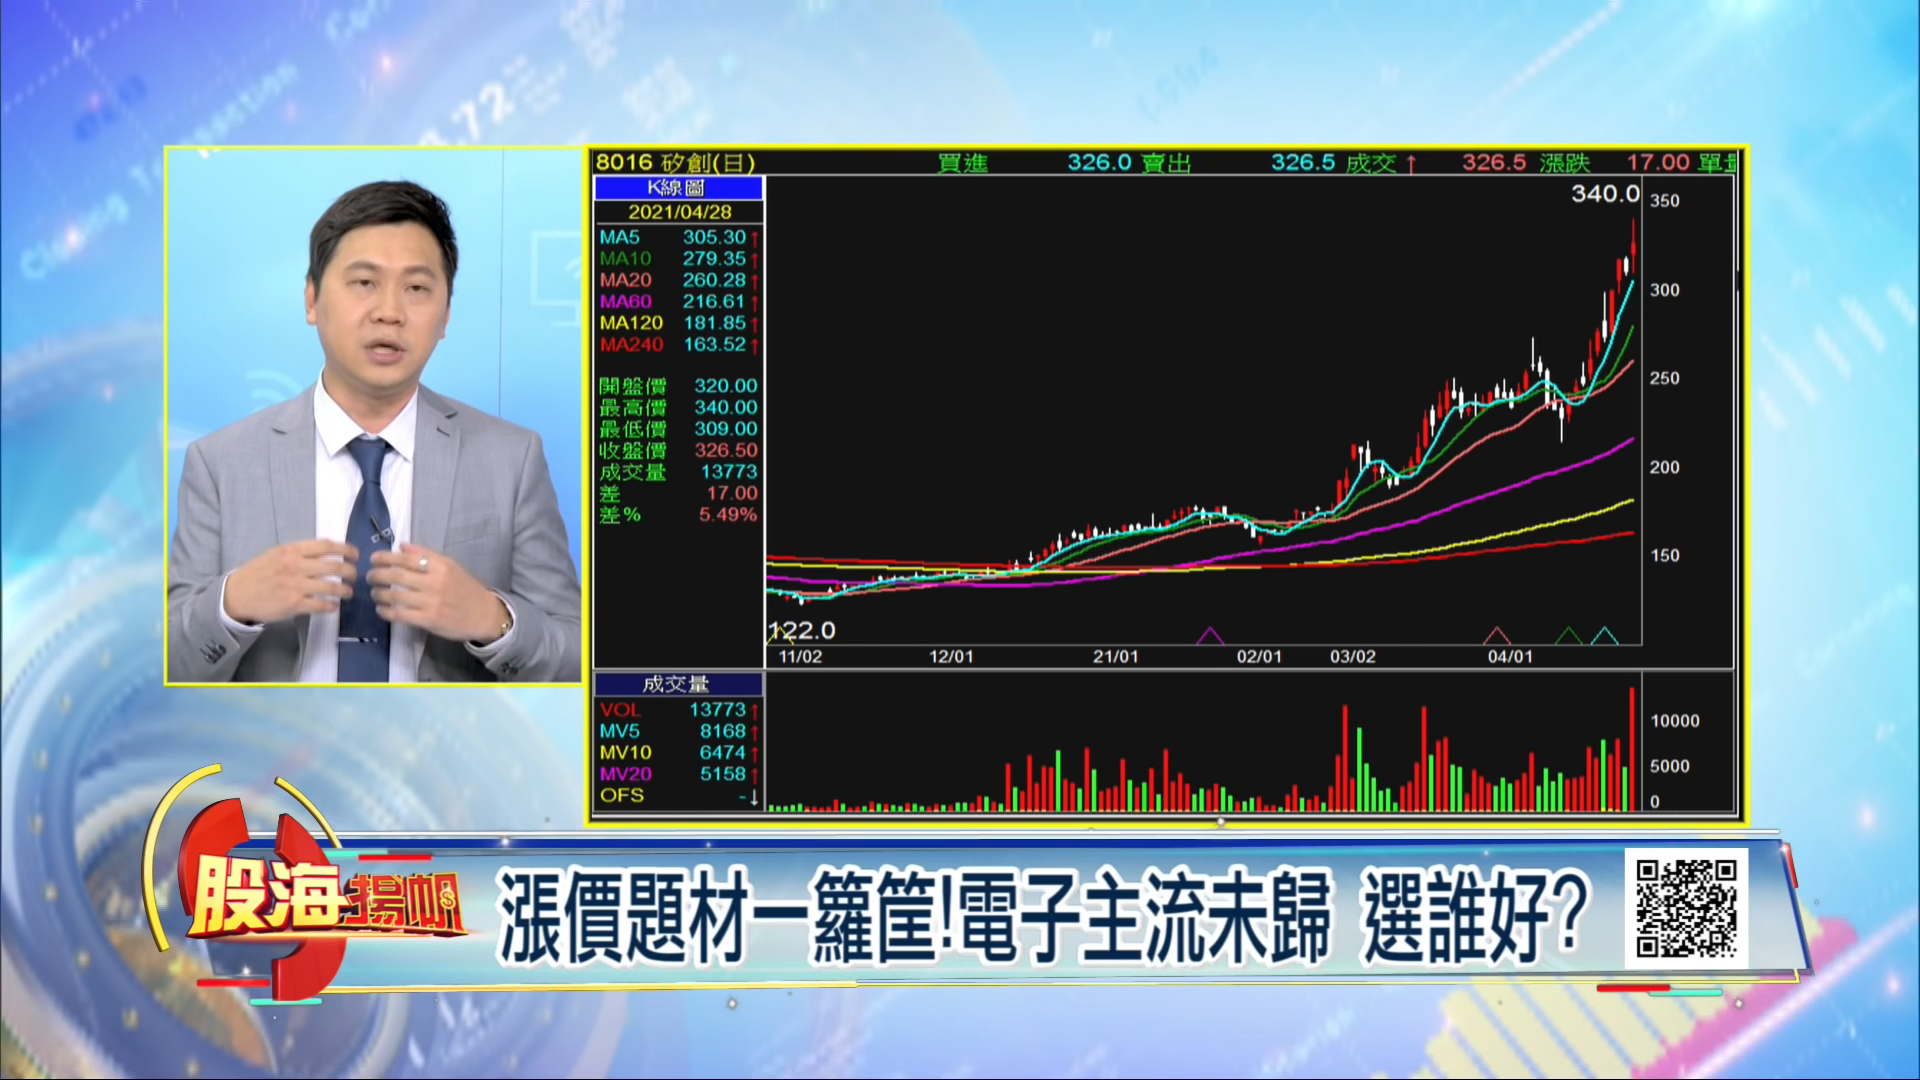 8016 矽創(日) 買進 326.0 賣出 326.5 成交 ↑ 326.5 漲跌 17.00 單量
K線圖
2021/04/28
MA5 305.30 ↑
MA10 279.35 ↑
MA20 260.28 ↑
MA60 216.61 ↑
MA120 181.85 ↑
MA240 163.52 ↑
開盤價 320.00
最高價 340.00
最低價 309.00
收盤價 326.50
成交量 13773
差 17.00
差% 5.49%
340.0
350
300
250
200
150
122.0
11/02 12/01 21/01 02/01 03/02 04/01
成交量
VOL 13773 ↑
MV5 8168 ↑
MV10 6474 ↑
MV20 5158 ↑
OFS - ↓
10000
5000
0
股海揚帆
漲價題材一籮筐!電子主流未歸 選誰好?